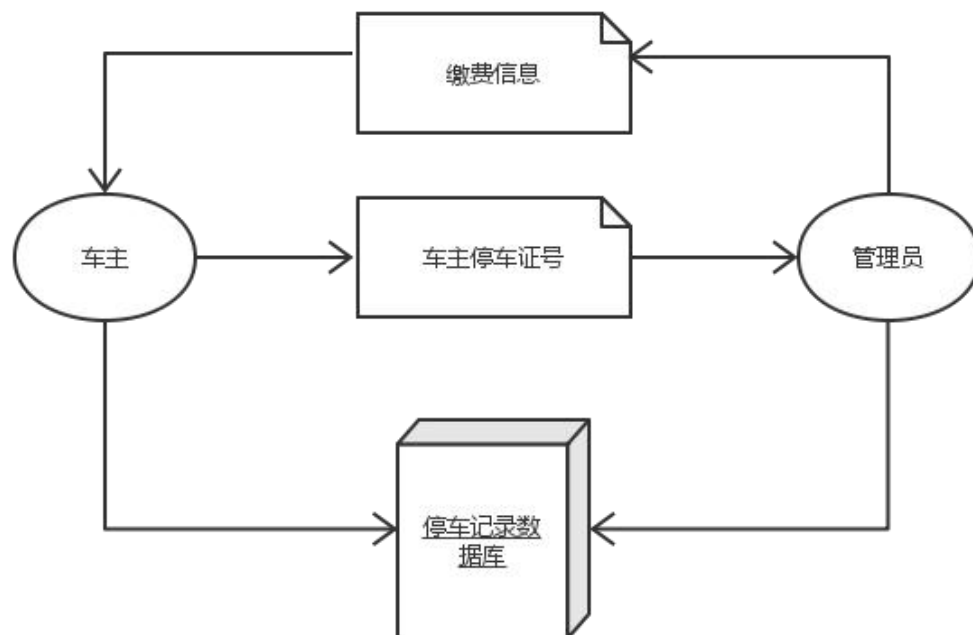 缴费信息
车主
车主停车证号
管理员
停车记录数
据库